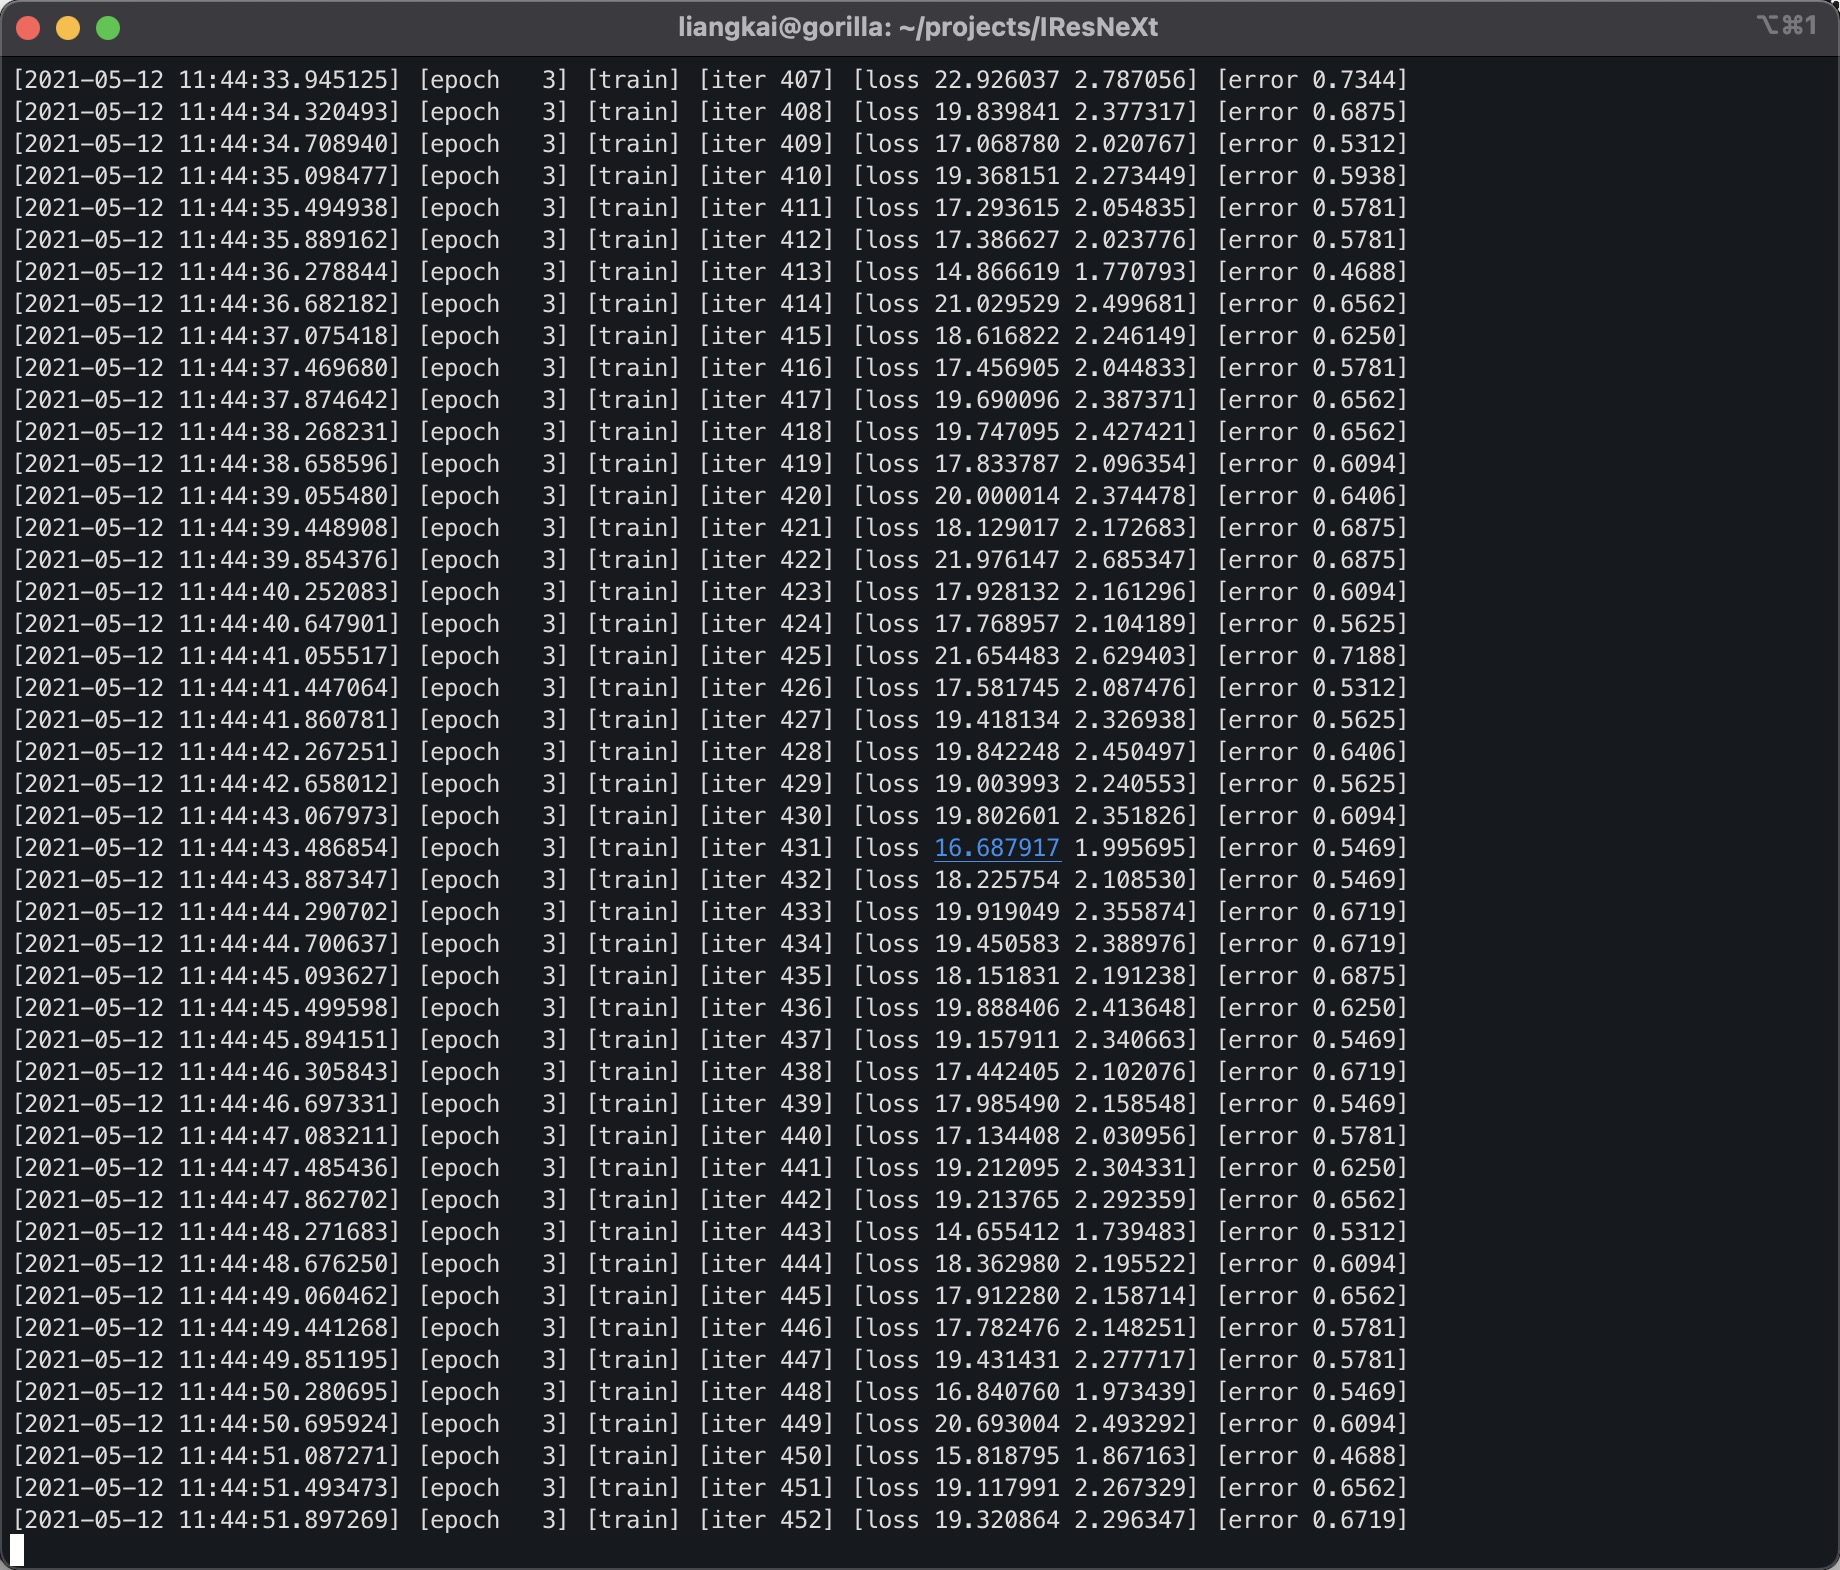 liangkai@gorilla: ~/projects/IResNeXt ⌥⌘1
[2021-05-12 11:44:33.945125] [epoch   3] [train] [iter 407] [loss 22.926037 2.787056] [error 0.7344]
[2021-05-12 11:44:34.320493] [epoch   3] [train] [iter 408] [loss 19.839841 2.377317] [error 0.6875]
[2021-05-12 11:44:34.708940] [epoch   3] [train] [iter 409] [loss 17.068780 2.020767] [error 0.5312]
[2021-05-12 11:44:35.098477] [epoch   3] [train] [iter 410] [loss 19.368151 2.273449] [error 0.5938]
[2021-05-12 11:44:35.494938] [epoch   3] [train] [iter 411] [loss 17.293615 2.054835] [error 0.5781]
[2021-05-12 11:44:35.889162] [epoch   3] [train] [iter 412] [loss 17.386627 2.023776] [error 0.5781]
[2021-05-12 11:44:36.278844] [epoch   3] [train] [iter 413] [loss 14.866619 1.770793] [error 0.4688]
[2021-05-12 11:44:36.682182] [epoch   3] [train] [iter 414] [loss 21.029529 2.499681] [error 0.6562]
[2021-05-12 11:44:37.075418] [epoch   3] [train] [iter 415] [loss 18.616822 2.246149] [error 0.6250]
[2021-05-12 11:44:37.469680] [epoch   3] [train] [iter 416] [loss 17.456905 2.044833] [error 0.5781]
[2021-05-12 11:44:37.874642] [epoch   3] [train] [iter 417] [loss 19.690096 2.387371] [error 0.6562]
[2021-05-12 11:44:38.268231] [epoch   3] [train] [iter 418] [loss 19.747095 2.427421] [error 0.6562]
[2021-05-12 11:44:38.658596] [epoch   3] [train] [iter 419] [loss 17.833787 2.096354] [error 0.6094]
[2021-05-12 11:44:39.055480] [epoch   3] [train] [iter 420] [loss 20.000014 2.374478] [error 0.6406]
[2021-05-12 11:44:39.448908] [epoch   3] [train] [iter 421] [loss 18.129017 2.172683] [error 0.6875]
[2021-05-12 11:44:39.854376] [epoch   3] [train] [iter 422] [loss 21.976147 2.685347] [error 0.6875]
[2021-05-12 11:44:40.252083] [epoch   3] [train] [iter 423] [loss 17.928132 2.161296] [error 0.6094]
[2021-05-12 11:44:40.647901] [epoch   3] [train] [iter 424] [loss 17.768957 2.104189] [error 0.5625]
[2021-05-12 11:44:41.055517] [epoch   3] [train] [iter 425] [loss 21.654483 2.629403] [error 0.7188]
[2021-05-12 11:44:41.447064] [epoch   3] [train] [iter 426] [loss 17.581745 2.087476] [error 0.5312]
[2021-05-12 11:44:41.860781] [epoch   3] [train] [iter 427] [loss 19.418134 2.326938] [error 0.5625]
[2021-05-12 11:44:42.267251] [epoch   3] [train] [iter 428] [loss 19.842248 2.450497] [error 0.6406]
[2021-05-12 11:44:42.658012] [epoch   3] [train] [iter 429] [loss 19.003993 2.240553] [error 0.5625]
[2021-05-12 11:44:43.067973] [epoch   3] [train] [iter 430] [loss 19.802601 2.351826] [error 0.6094]
[2021-05-12 11:44:43.486854] [epoch   3] [train] [iter 431] [loss 16.687917 1.995695] [error 0.5469]
[2021-05-12 11:44:43.887347] [epoch   3] [train] [iter 432] [loss 18.225754 2.108530] [error 0.5469]
[2021-05-12 11:44:44.290702] [epoch   3] [train] [iter 433] [loss 19.919049 2.355874] [error 0.6719]
[2021-05-12 11:44:44.700637] [epoch   3] [train] [iter 434] [loss 19.450583 2.388976] [error 0.6719]
[2021-05-12 11:44:45.093627] [epoch   3] [train] [iter 435] [loss 18.151831 2.191238] [error 0.6875]
[2021-05-12 11:44:45.499598] [epoch   3] [train] [iter 436] [loss 19.888406 2.413648] [error 0.6250]
[2021-05-12 11:44:45.894151] [epoch   3] [train] [iter 437] [loss 19.157911 2.340663] [error 0.5469]
[2021-05-12 11:44:46.305843] [epoch   3] [train] [iter 438] [loss 17.442405 2.102076] [error 0.6719]
[2021-05-12 11:44:46.697331] [epoch   3] [train] [iter 439] [loss 17.985490 2.158548] [error 0.5469]
[2021-05-12 11:44:47.083211] [epoch   3] [train] [iter 440] [loss 17.134408 2.030956] [error 0.5781]
[2021-05-12 11:44:47.485436] [epoch   3] [train] [iter 441] [loss 19.212095 2.304331] [error 0.6250]
[2021-05-12 11:44:47.862702] [epoch   3] [train] [iter 442] [loss 19.213765 2.292359] [error 0.6562]
[2021-05-12 11:44:48.271683] [epoch   3] [train] [iter 443] [loss 14.655412 1.739483] [error 0.5312]
[2021-05-12 11:44:48.676250] [epoch   3] [train] [iter 444] [loss 18.362980 2.195522] [error 0.6094]
[2021-05-12 11:44:49.060462] [epoch   3] [train] [iter 445] [loss 17.912280 2.158714] [error 0.6562]
[2021-05-12 11:44:49.441268] [epoch   3] [train] [iter 446] [loss 17.782476 2.148251] [error 0.5781]
[2021-05-12 11:44:49.851195] [epoch   3] [train] [iter 447] [loss 19.431431 2.277717] [error 0.5781]
[2021-05-12 11:44:50.280695] [epoch   3] [train] [iter 448] [loss 16.840760 1.973439] [error 0.5469]
[2021-05-12 11:44:50.695924] [epoch   3] [train] [iter 449] [loss 20.693004 2.493292] [error 0.6094]
[2021-05-12 11:44:51.087271] [epoch   3] [train] [iter 450] [loss 15.818795 1.867163] [error 0.4688]
[2021-05-12 11:44:51.493473] [epoch   3] [train] [iter 451] [loss 19.117991 2.267329] [error 0.6562]
[2021-05-12 11:44:51.897269] [epoch   3] [train] [iter 452] [loss 19.320864 2.296347] [error 0.6719]